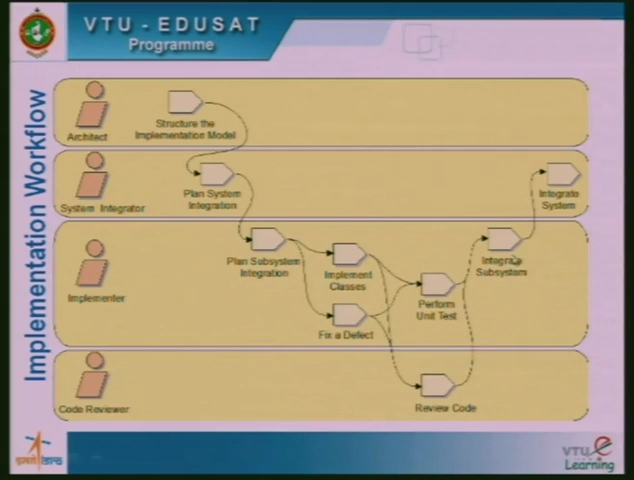 VTU - EDUSAT
Programme
Implementation Workflow
Architect
Structure the
Implementation Model
System Integrator
Plan System
Integration
Integrate
System
Implementer
Plan Subsystem
Integration
Implement
Classes
Fix a Defect
Perform
Unit Test
Integrate
Subsystem
Code Reviewer
Review Code
VTU e
Learning